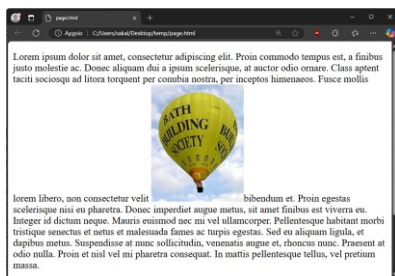 page.html
Αρχείο C:/Users/sakal/Desktop/temp/page.html
Lorem ipsum dolor sit amet, consectetur adipiscing elit. Proin commodo tempus est, a finibus
justo molestie ac. Donec aliquam dui a ipsum scelerisque, at auctor odio ornare. Class aptent
taciti sociosqu ad litora torquent per conubia nostra, per inceptos himenaeos. Fusce mollis
BATH
BUILDING
SOCIETY
lorem libero, non consectetur velit bibendum et. Proin egestas
scelerisque nisi eu pharetra. Donec imperdiet augue metus, sit amet finibus est viverra eu.
Integer id dictum neque. Mauris euismod nec mi vel ullamcorper. Pellentesque habitant morbi
tristique senectus et netus et malesuada fames ac turpis egestas. Sed eu aliquam ligula, et
dapibus metus. Suspendisse at nunc sollicitudin, venenatis augue et, rhoncus nunc. Praesent at
odio nulla. Proin et nisl vel mi pharetra consequat. In mattis pellentesque tellus, vel pretium
massa.